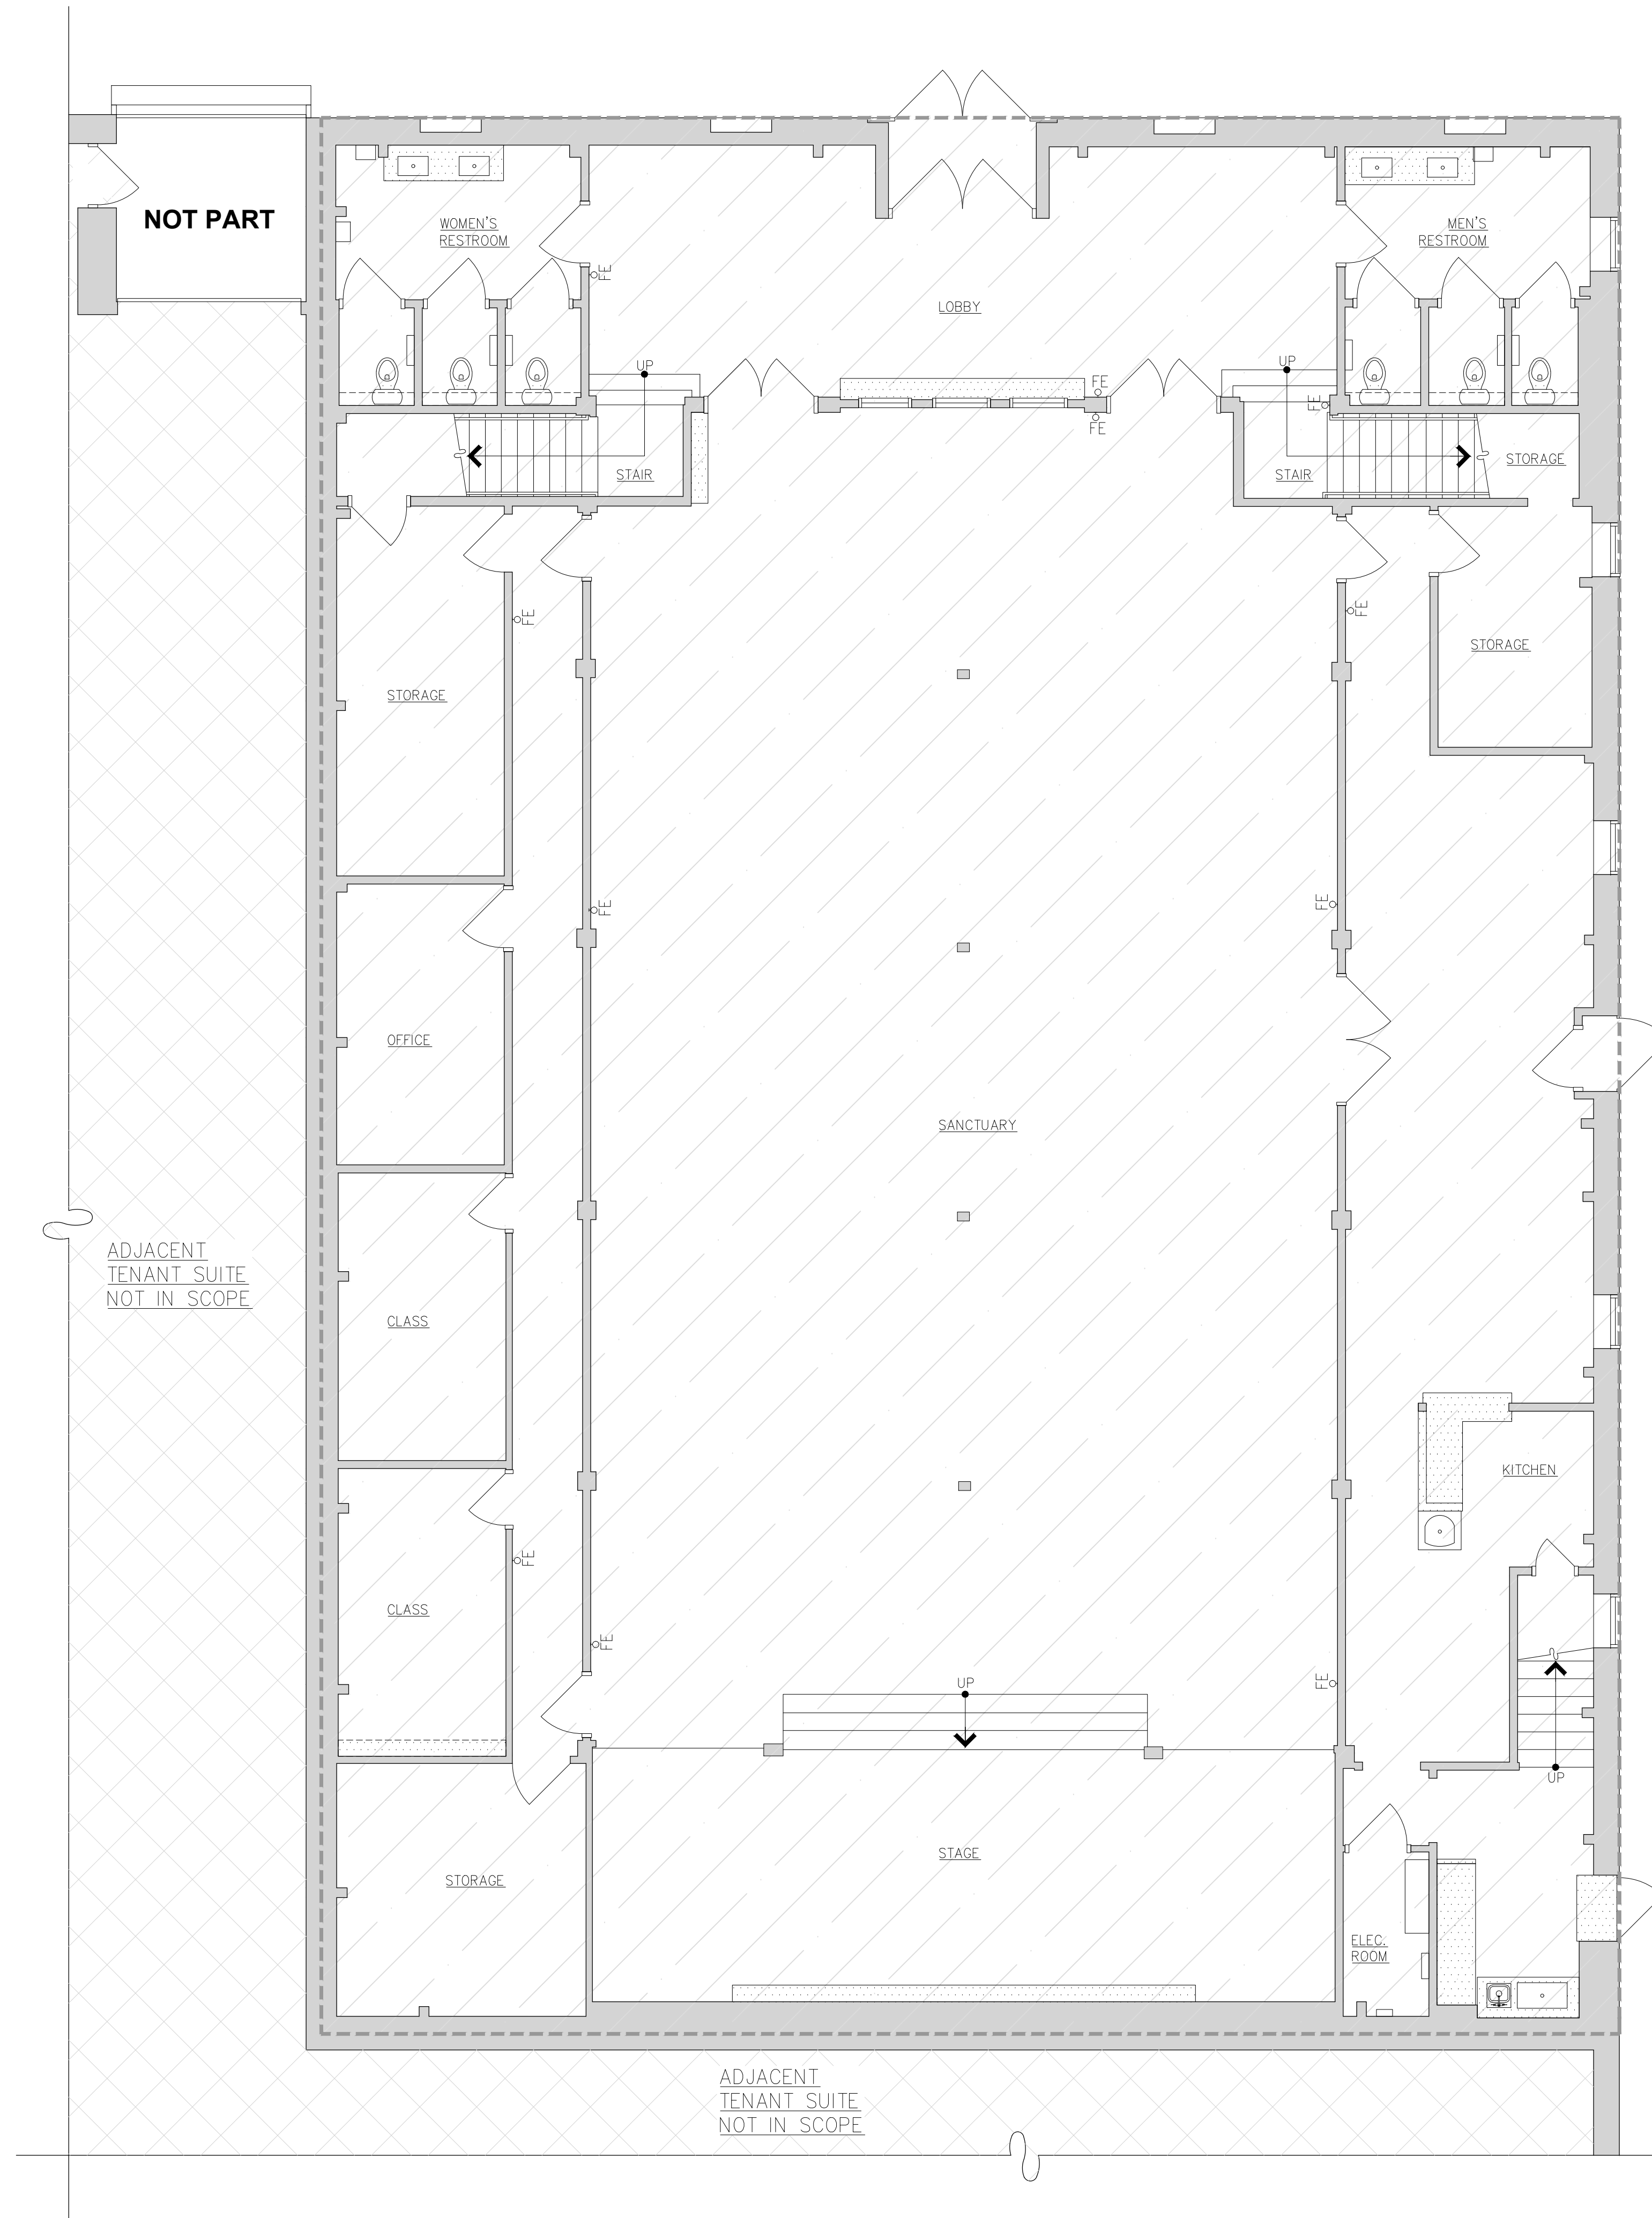 NOT PART
WOMEN'S
RESTROOM
MEN'S
RESTROOM
FE
LOBBY
UP
UP
FE
FE
FE
STAIR
STAIR
STORAGE
FE
FE
STORAGE
STORAGE
FE
FE
OFFICE
SANCTUARY
ADJACENT
TENANT SUITE
NOT IN SCOPE
CLASS
KITCHEN
FE
CLASS
FE
FE
UP
UP
STAGE
STORAGE
ELEC.
ROOM
ADJACENT
TENANT SUITE
NOT IN SCOPE